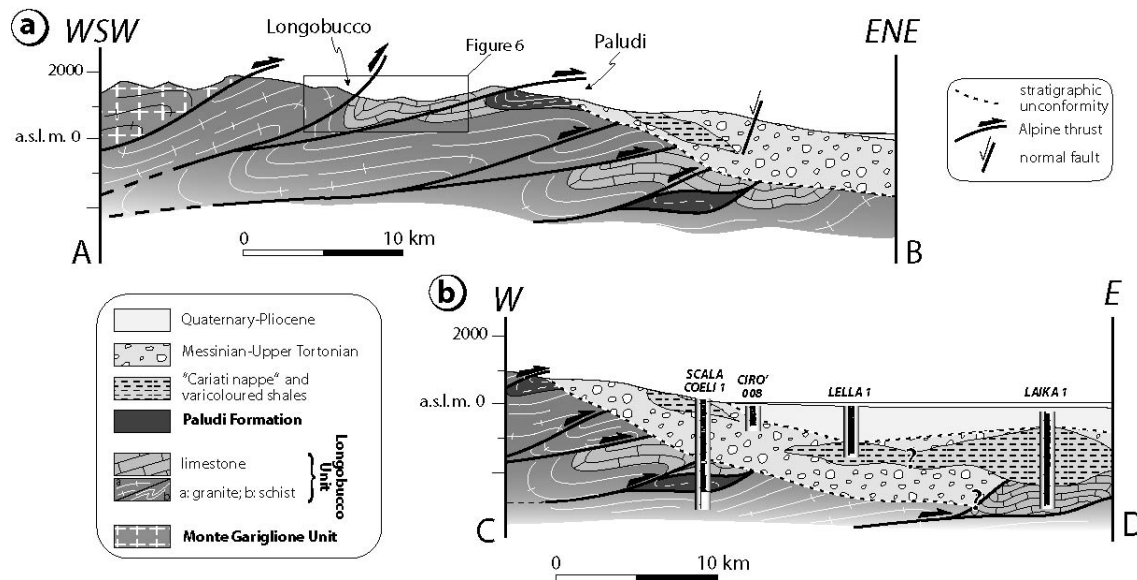 a
WSW
Longobucco
Figure 6
Paludi
ENE
2000
a.s.l. m. 0
A
B
0 10 km
stratigraphic
unconformity
Alpine thrust
normal fault
Quaternary-Pliocene
Messinian-Upper Tortonian
"Cariati nappe" and
varicoloured shales
Paludi Formation
limestone
a: granite; b: schist
a
b
Longobucco
Unit
Monte Gariglione Unit
b
W
E
2000
a.s.l. m. 0
SCALA
COELI 1
CIRO'
008
LELLA 1
LAIKA 1
?
?
C
D
0 10 km